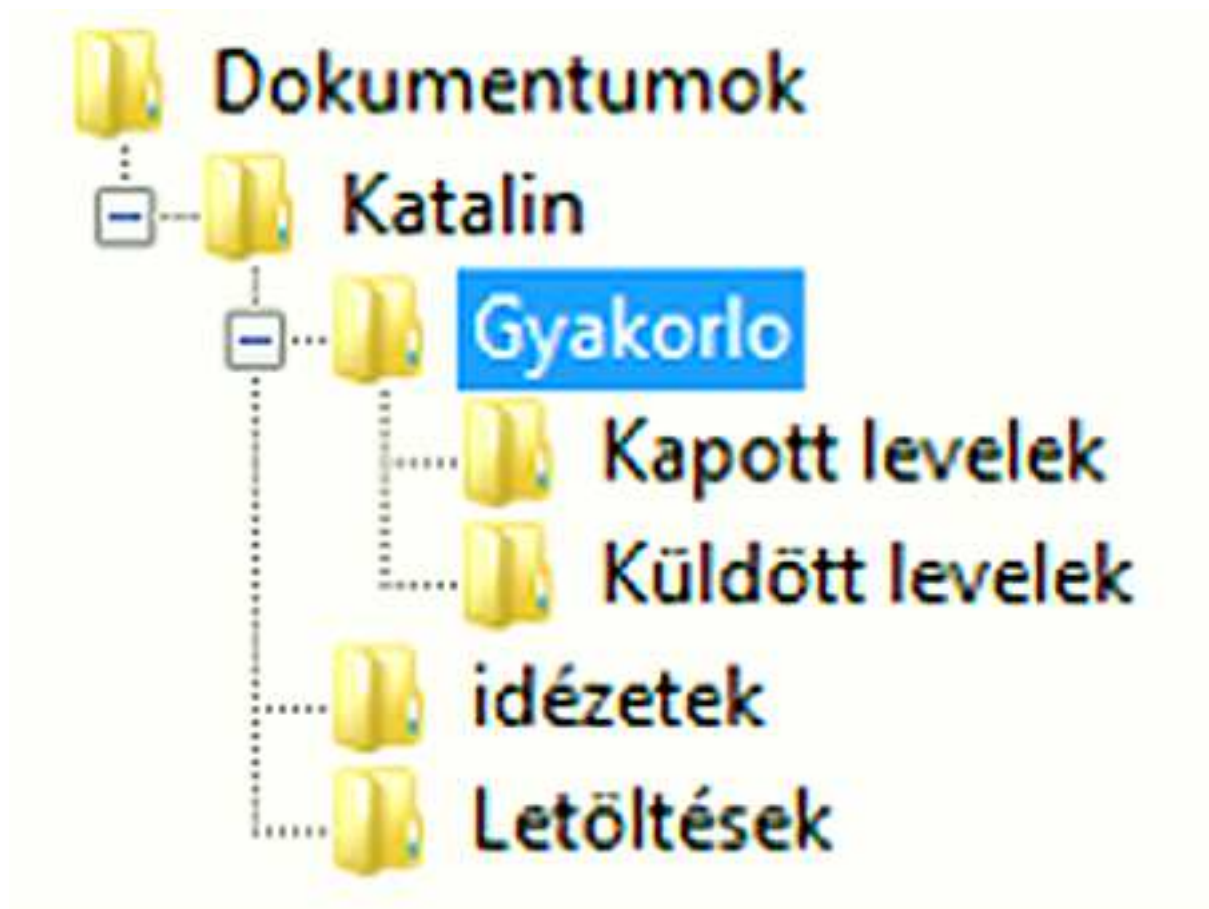 Dokumentumok
Katalin
Gyakorlo
Kapott levelek
Küldött levelek
idézetek
Letöltések